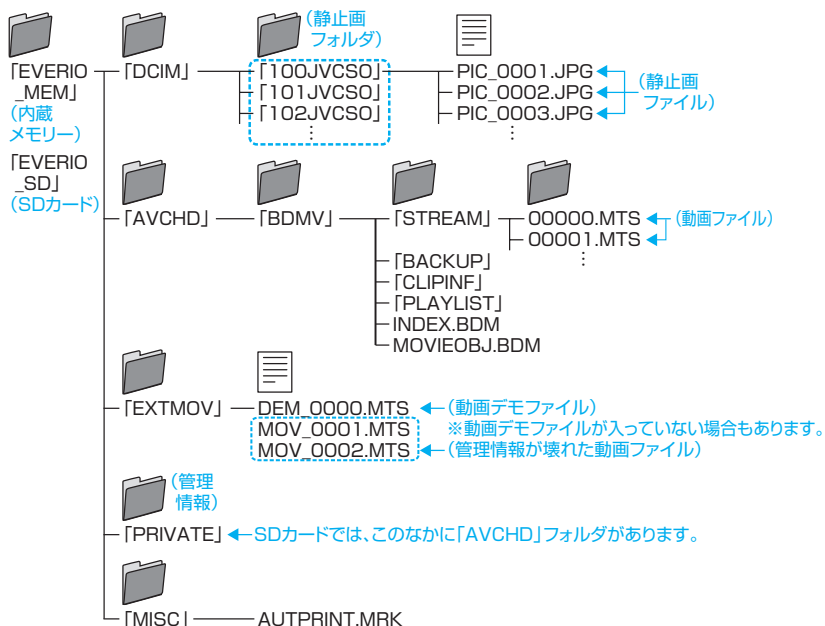 (静止画
フォルダ)
「EVERIO
_MEM」
(内蔵
メモリー)
「EVERIO
_SD」
(SDカード)
「DCIM」
「100JVCSO」
「101JVCSO」
「102JVCSO」
⋮
PIC_0001.JPG
PIC_0002.JPG
PIC_0003.JPG
⋮
(静止画
ファイル)
「AVCHD」
「BDMV」
「STREAM」
00000.MTS
(動画ファイル)
00001.MTS
⋮
「BACKUP」
「CLIPINF」
「PLAYLIST」
INDEX.BDM
MOVIEOBJ.BDM
「EXTMOV」
DEM_0000.MTS
(動画デモファイル)
MOV_0001.MTS
※動画デモファイルが入っていない場合もあります。
MOV_0002.MTS
(管理情報が壊れた動画ファイル)
(管理
情報)
「PRIVATE」
SDカードでは、このなかに「AVCHD」フォルダがあります。
「MISC」
AUTPRINT.MRK